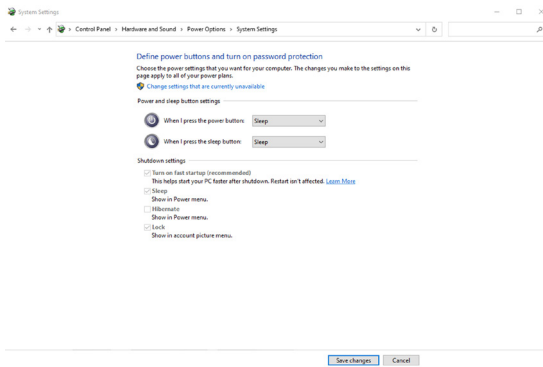 System Settings
Control Panel > Hardware and Sound > Power Options > System Settings
Define power buttons and turn on password protection
Choose the power settings that you want for your computer. The changes you make to the settings on this
page apply to all of your power plans.
Change settings that are currently unavailable
Power and sleep button settings
When I press the power button: Sleep
When I press the sleep button: Sleep
Shutdown settings
Turn on fast startup (recommended)
This helps start your PC faster after shutdown. Restart isn't affected. Learn More
Sleep
Show in Power menu.
Hibernate
Show in Power menu.
Lock
Show in account picture menu.
Save changes Cancel